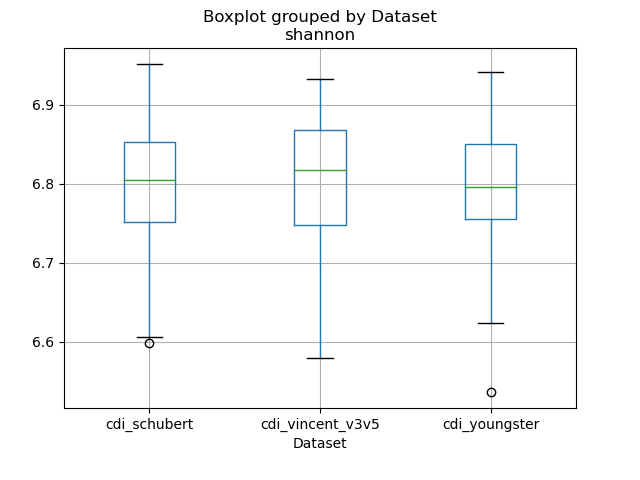 Boxplot grouped by Dataset
shannon
6.9
6.8
6.7
6.6
cdi_schubert
cdi_vincent_v3v5
cdi_youngster
Dataset